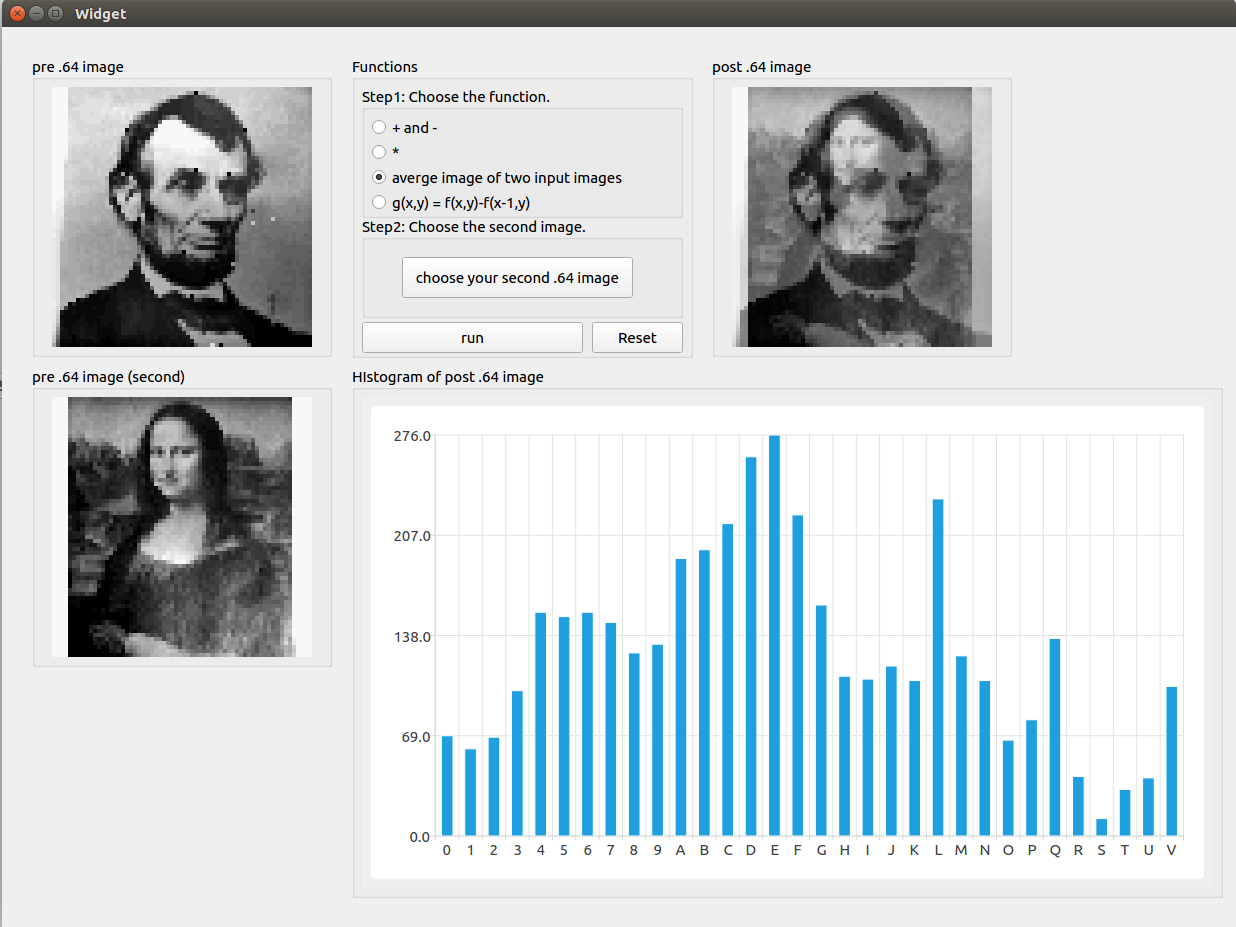 Widget
pre .64 image
Functions
post .64 image
Step1: Choose the function.
+ and -
*
averge image of two input images
g(x,y) = f(x,y)-f(x-1,y)
Step2: Choose the second image.
choose your second .64 image
run
Reset
pre .64 image (second)
HIstogram of post .64 image
276.0
207.0
138.0
69.0
0.0
0 1 2 3 4 5 6 7 8 9 A B C D E F G H I J K L M N O P Q R S T U V